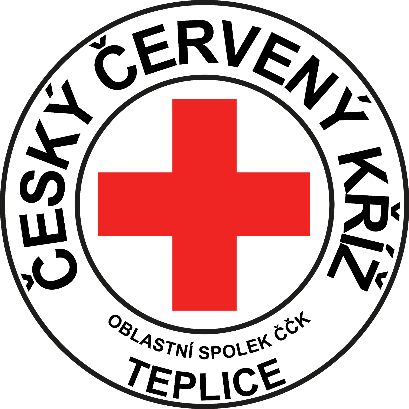 ČESKÝ ČERVENÝ KŘÍŽ
OBLASTNÍ SPOLEK ČČK
TEPLICE